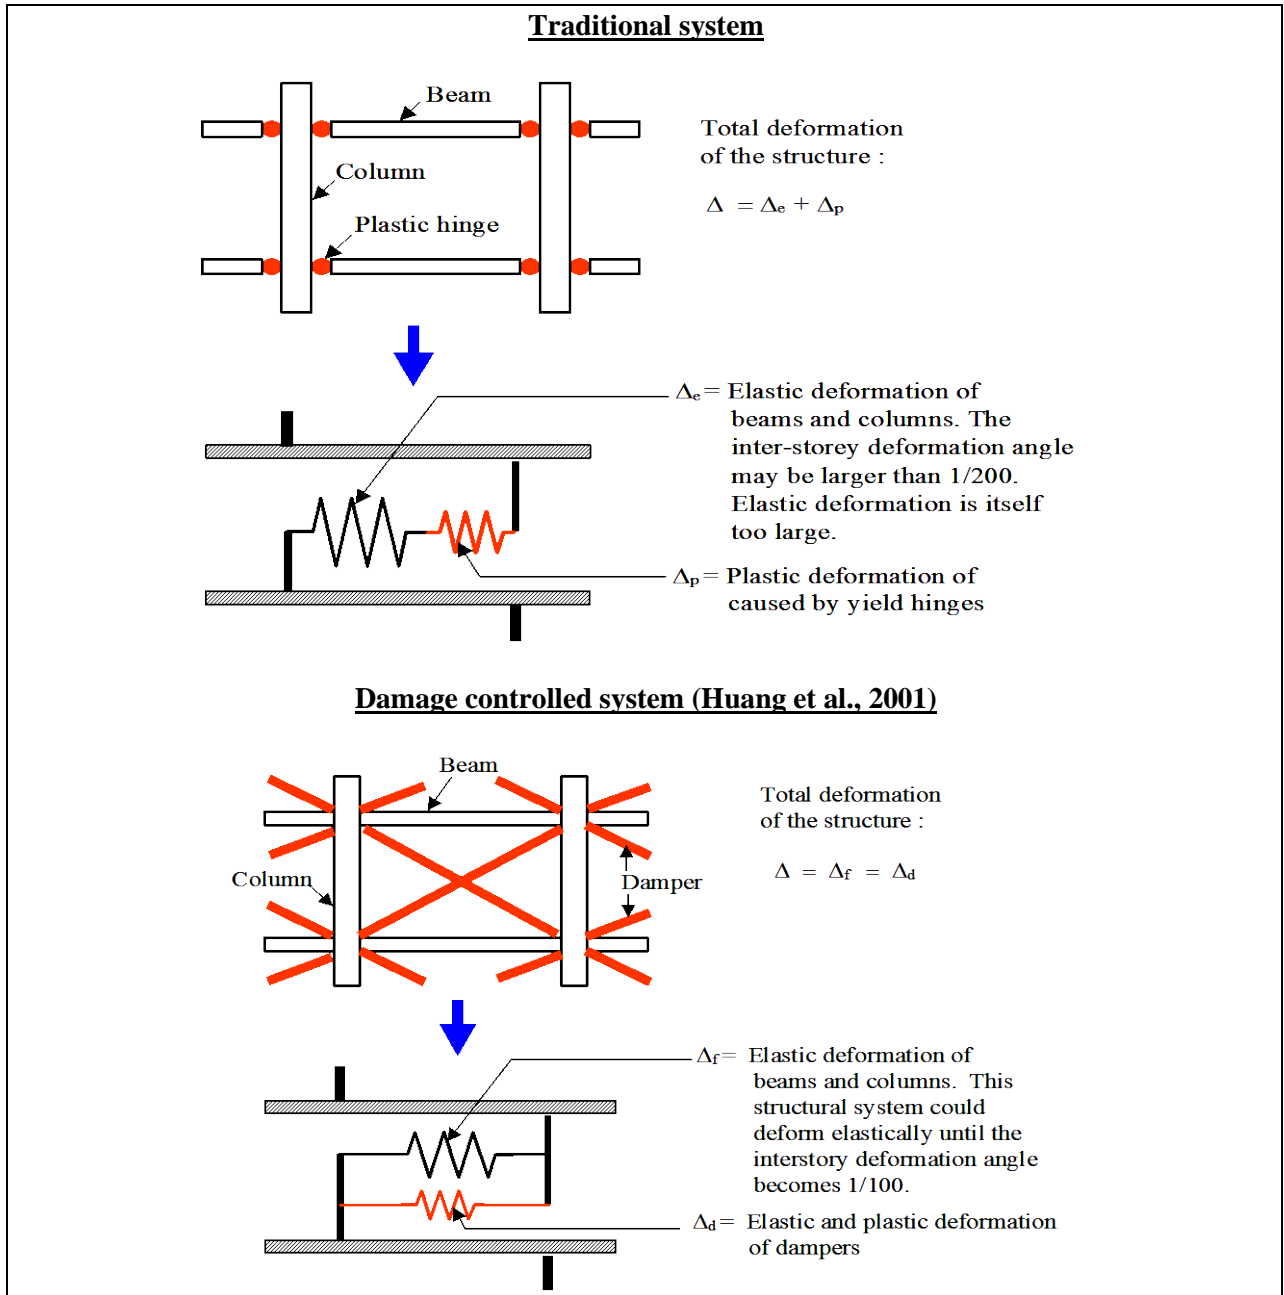 Traditional system
Beam
Total deformation
of the structure :
Column
Δ = Δe + Δp
Plastic hinge
Δe = Elastic deformation of
beams and columns. The
inter-storey deformation angle
may be larger than 1/200.
Elastic deformation is itself
too large.
Δp = Plastic deformation of
caused by yield hinges
Damage controlled system (Huang et al., 2001)
Beam
Total deformation
of the structure :
Column
Damper
Δ = Δf = Δd
Δf = Elastic deformation of
beams and columns. This
structural system could
deform elastically until the
interstory deformation angle
becomes 1/100.
Δd = Elastic and plastic deformation
of dampers